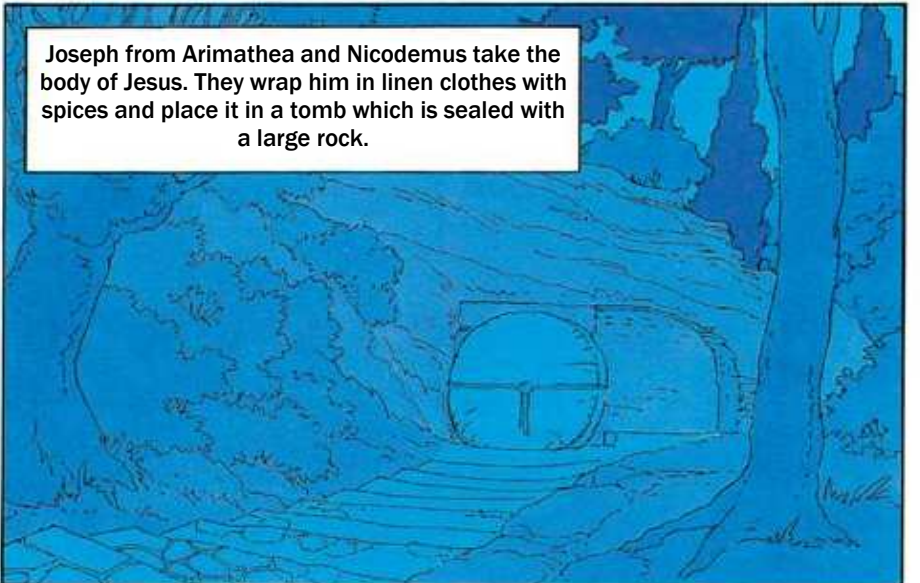 Joseph from Arimathea and Nicodemus take the
body of Jesus. They wrap him in linen clothes with
spices and place it in a tomb which is sealed with
a large rock.